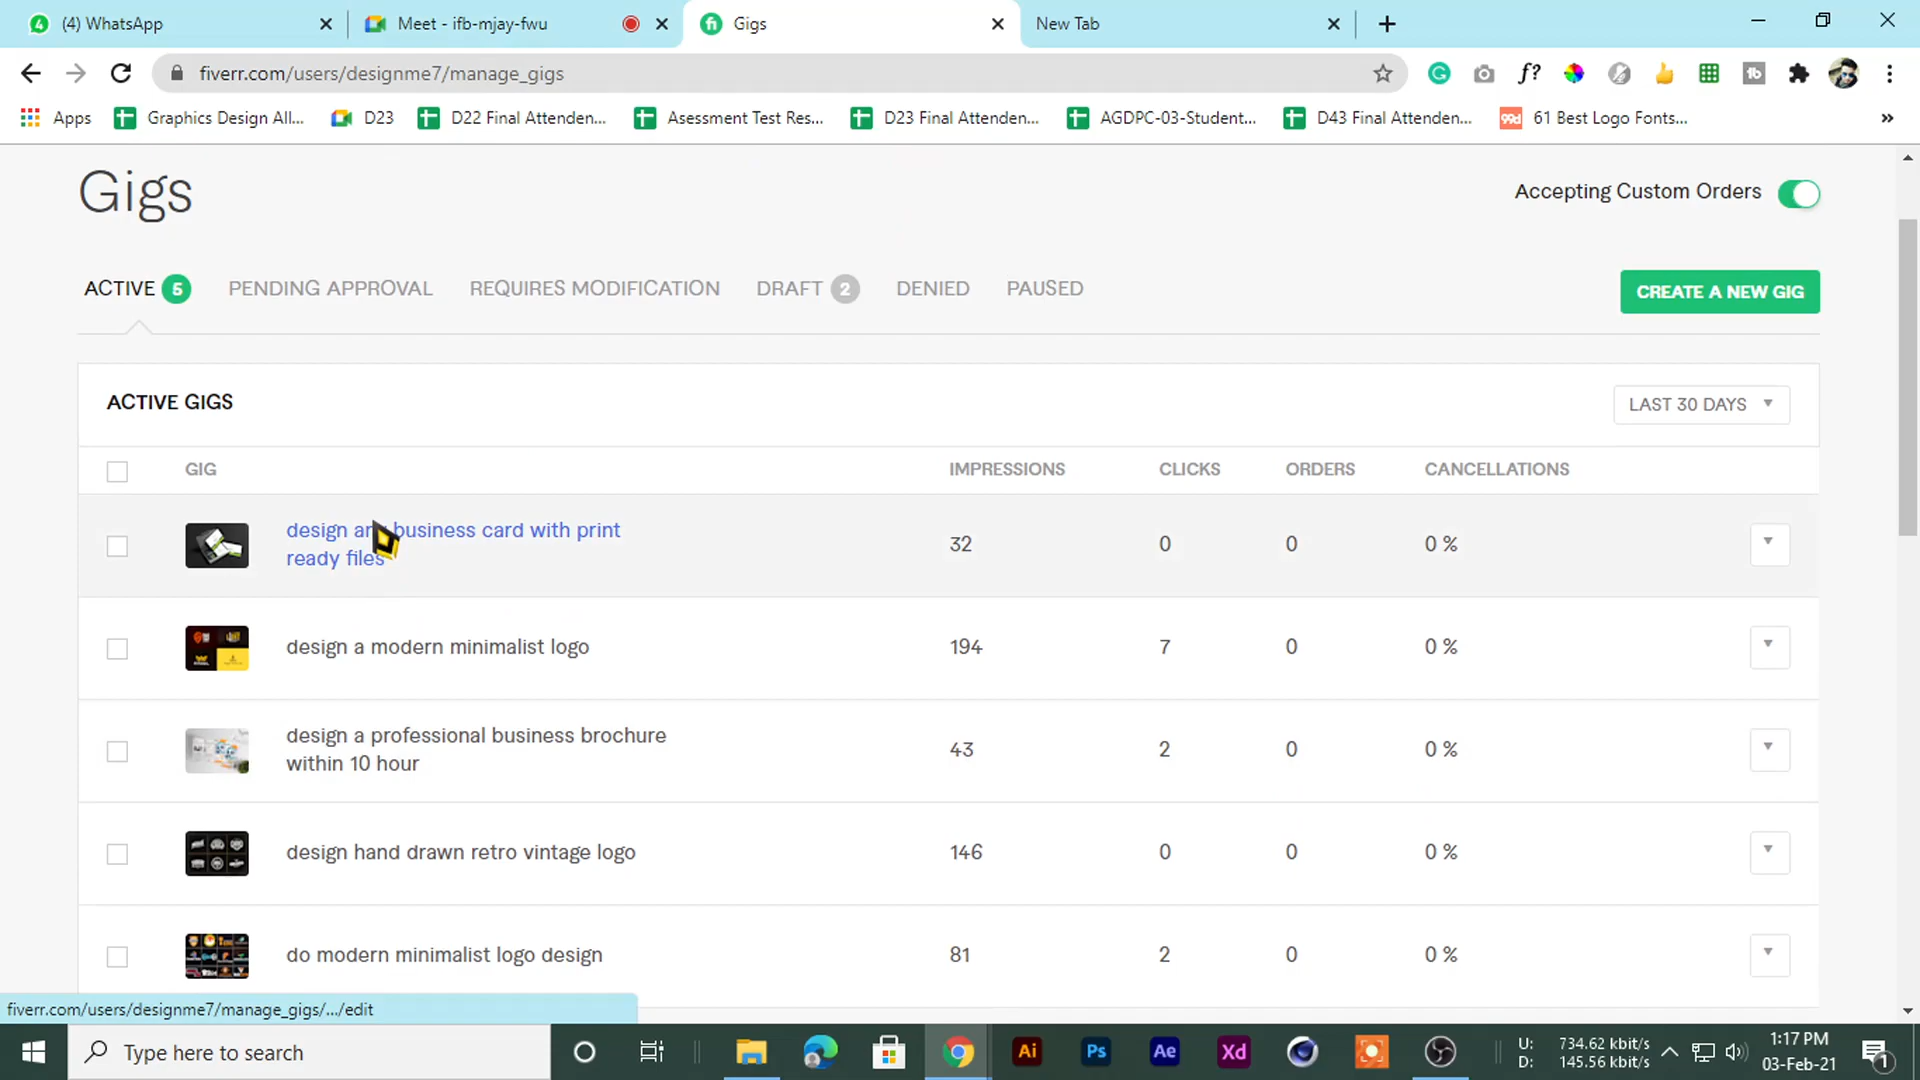 (4) WhatsApp
Meet - ifb-mjay-fwu
Gigs
New Tab
fiverr.com/users/designme7/manage_gigs
Apps
Graphics Design All...
D23
D22 Final Attenden...
Asessment Test Res...
D23 Final Attenden...
AGDPC-03-Student...
D43 Final Attenden...
61 Best Logo Fonts...
Gigs
Accepting Custom Orders
ACTIVE 5
PENDING APPROVAL
REQUIRES MODIFICATION
DRAFT 2
DENIED
PAUSED
CREATE A NEW GIG
ACTIVE GIGS
LAST 30 DAYS
GIG IMPRESSIONS CLICKS ORDERS CANCELLATIONS
design any business card with print
ready files
32 0 0 0 %
design a modern minimalist logo 194 7 0 0 %
design a professional business brochure
within 10 hour
43 2 0 0 %
design hand drawn retro vintage logo 146 0 0 0 %
do modern minimalist logo design 81 2 0 0 %
fiverr.com/users/designme7/manage_gigs/.../edit
Type here to search
Ai
Ps
Ae
Xd
U: 734.62 kbit/s
D: 145.56 kbit/s
1:17 PM
03-Feb-21
1